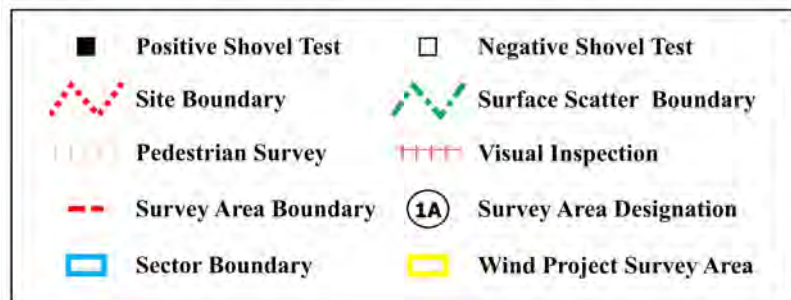 Positive Shovel Test Negative Shovel Test
Site Boundary Surface Scatter Boundary
Pedestrian Survey Visual Inspection
Survey Area Boundary 1A Survey Area Designation
Sector Boundary Wind Project Survey Area